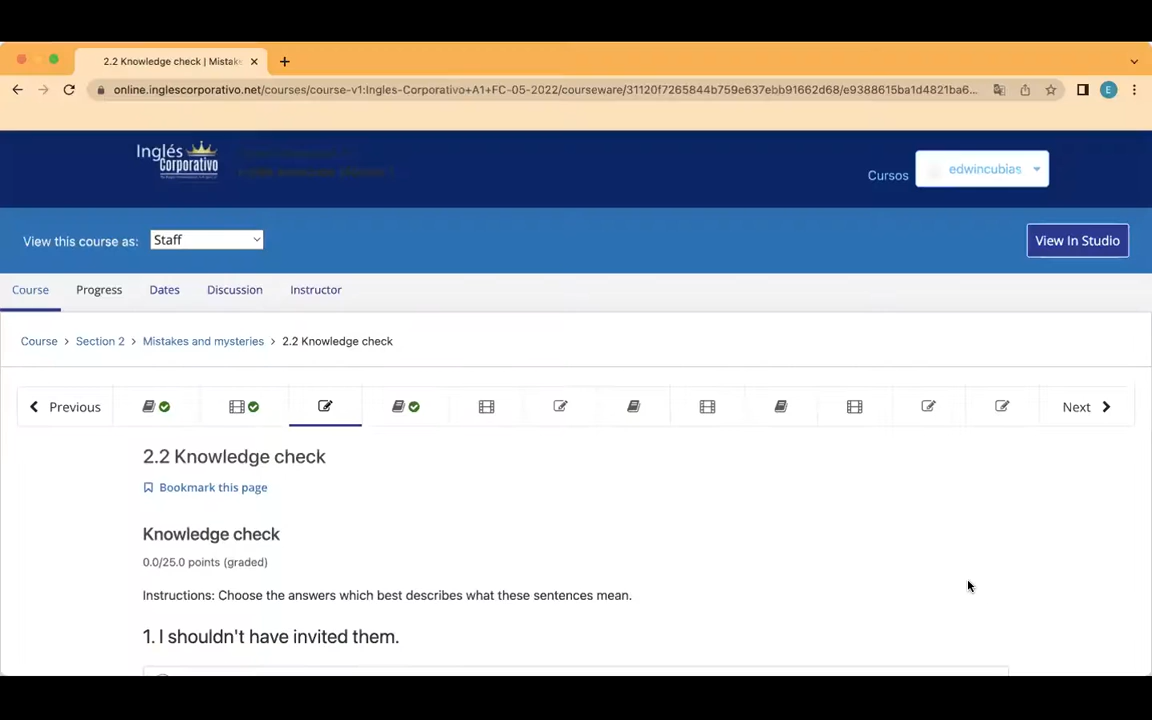 2.2 Knowledge check | Mistak
online.inglescorporativo.net/courses/course-v1:Ingles-Corporativo+A1+FC-05-2022/courseware/31120f7265844b759e637ebb91662d68/e9388615ba1d4821ba6...
E
Inglés
Corporativo
Cursos
edwincubias
View this course as:
Staff
View In Studio
Course
Progress
Dates
Discussion
Instructor
Course > Section 2 > Mistakes and mysteries > 2.2 Knowledge check
Previous
Next
2.2 Knowledge check
Bookmark this page
Knowledge check
0.0/25.0 points (graded)
Instructions: Choose the answers which best describes what these sentences mean.
1. I shouldn't have invited them.